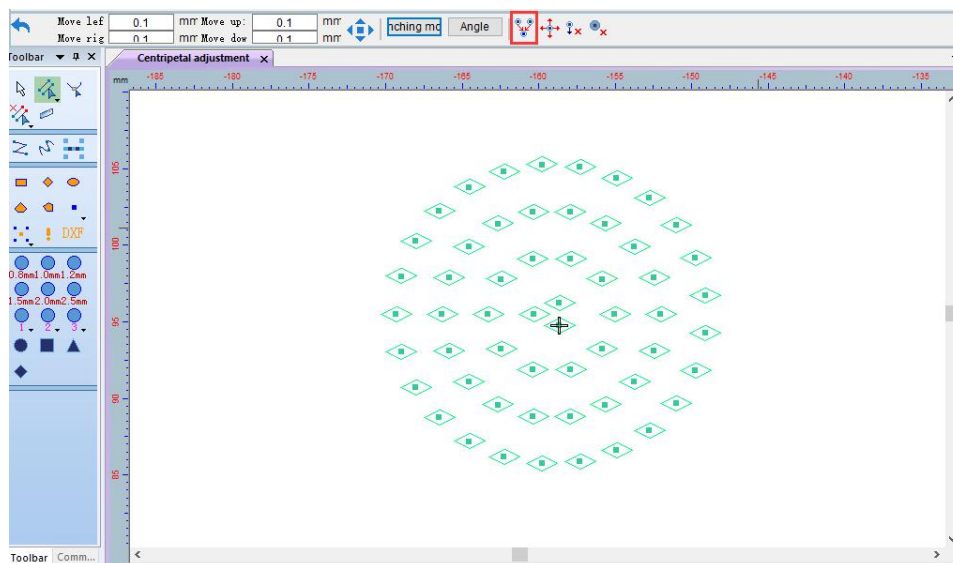 Move lef 0.1 mm Move up: 0.1 mm
Move rig 0.1 mm Move dow 0.1 mm
nching mo Angle
Toolbar
Centripetal adjustment x
mm -185 -180 -175 -170 -165 -160 -155 -150 -145 -140 -135
105
100
95
90
85
DXF
0.8mm 1.0mm 1.2mm
1.5mm 2.0mm 2.5mm
1 2 3
Toolbar Comm...